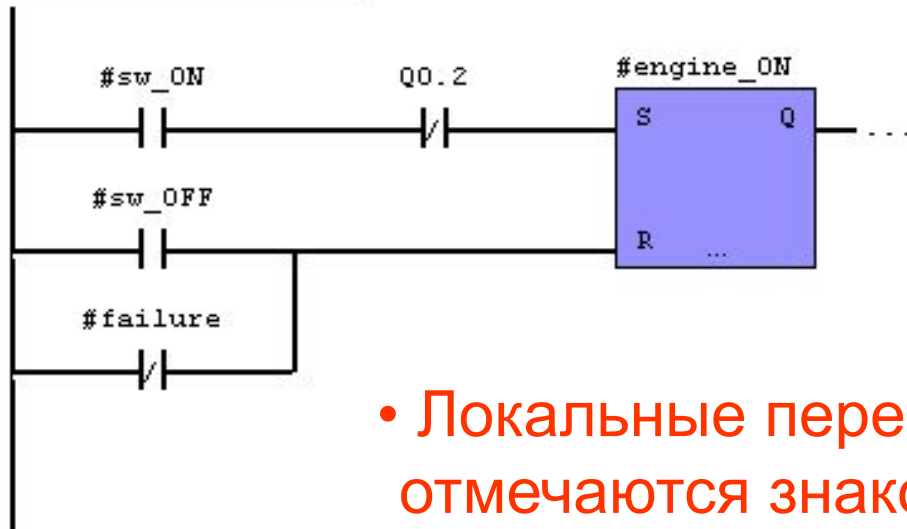 #sw_ON Q0.2 #engine_ON
S Q
#sw_OFF
R ...
#failure
• Локальные пере
отмечаются знак